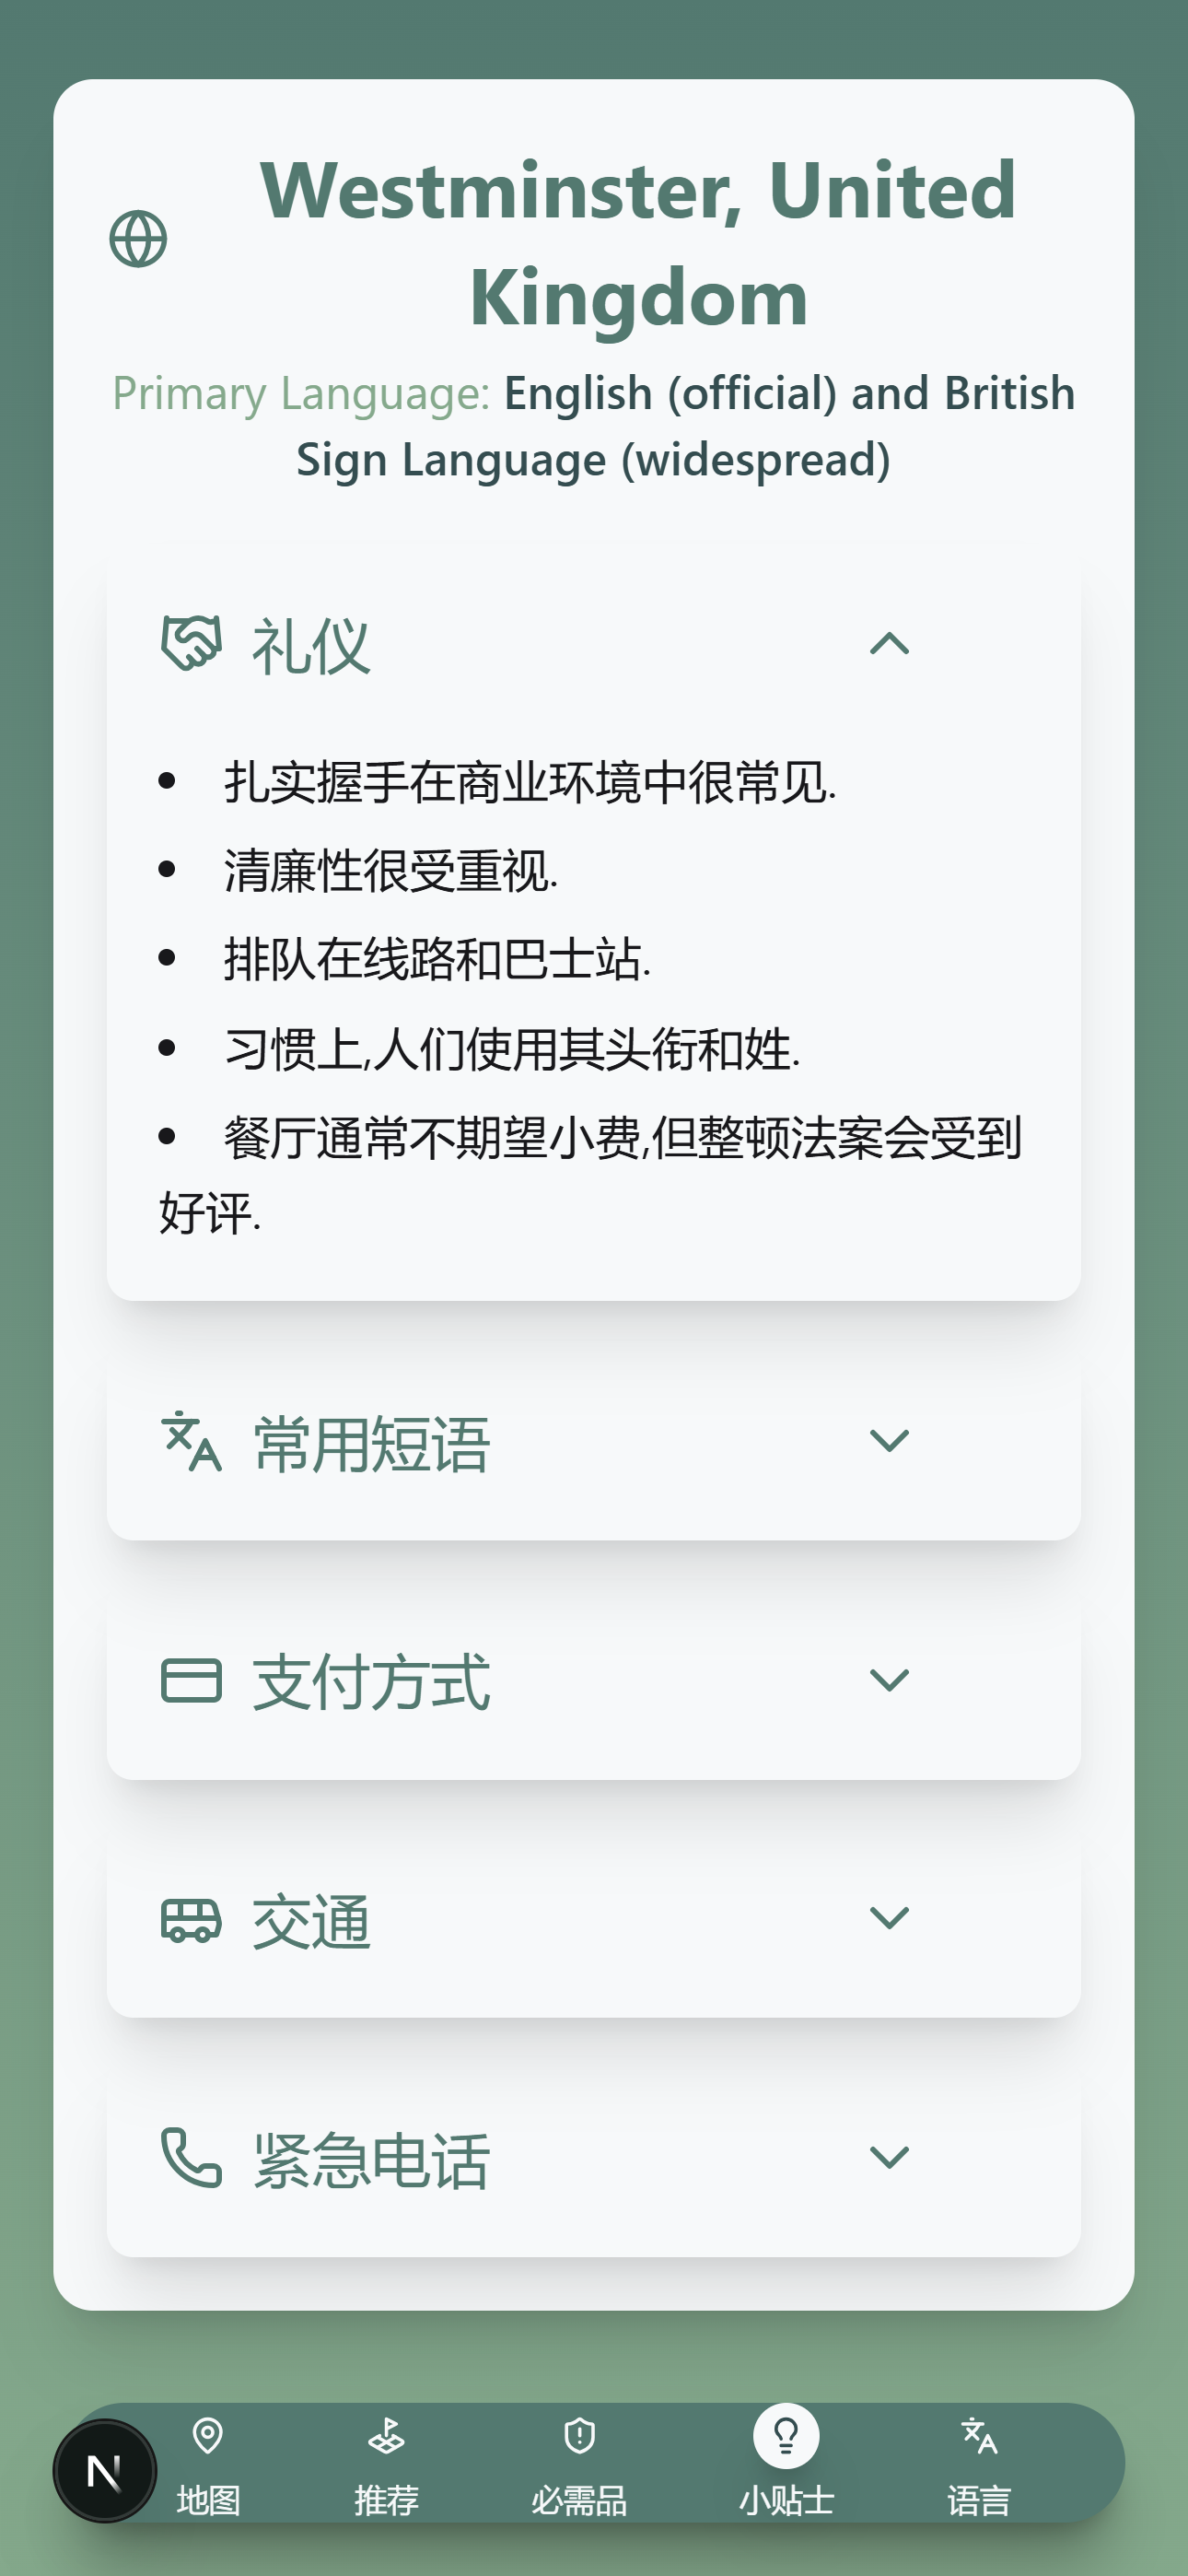 Westminster, United
Kingdom
Primary Language: English (official) and British
Sign Language (widespread)
礼仪
• 扎实握手在商业环境中很常见.
• 清廉性很受重视.
• 排队在线路和巴士站.
• 习惯上,人们使用其头衔和姓.
• 餐厅通常不期望小费,但整顿法案会受到
好评.
常用短语
支付方式
交通
紧急电话
N
地图 推荐 必需品 小贴士 语言